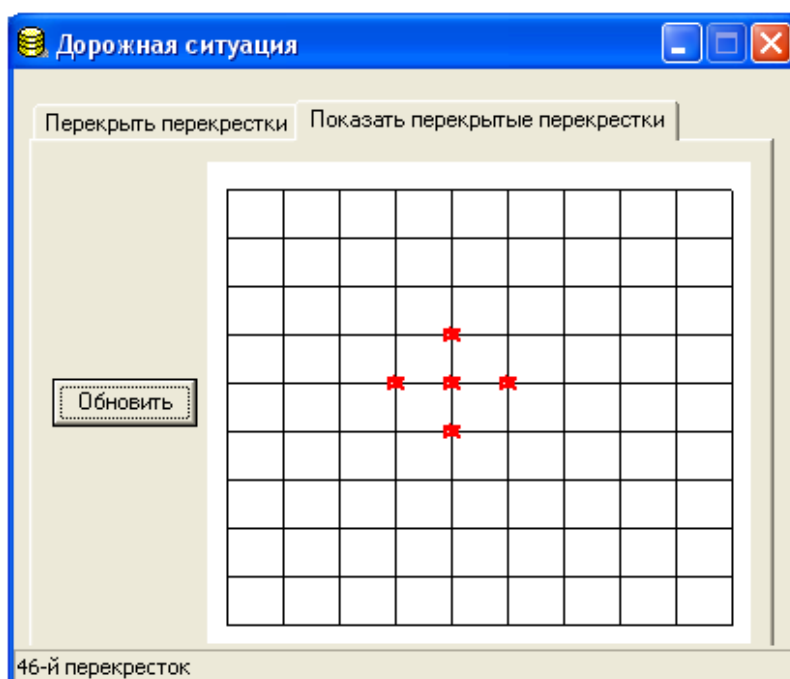 Дорожная ситуация
Перекрыть перекрестки
Показать перекрытые перекрестки
Обновить
46-й перекресток